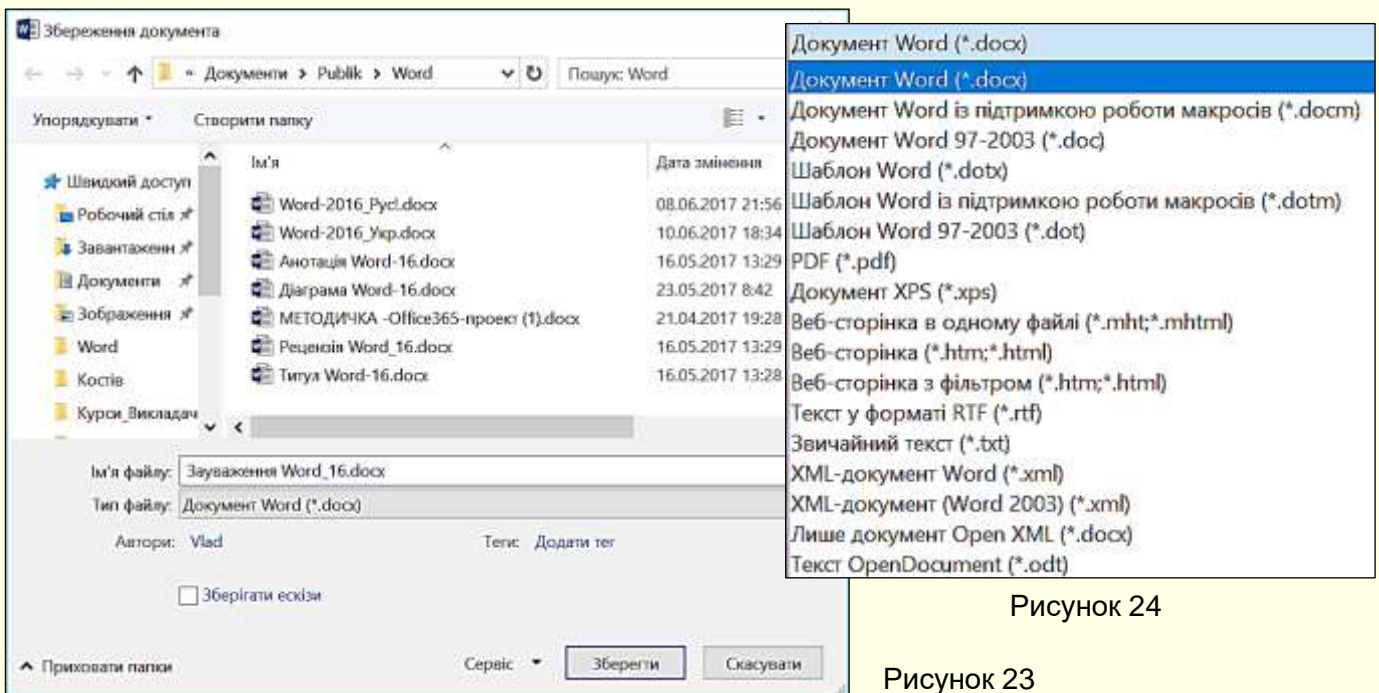 Збереження документа
« Документи > Publik > Word
Пошук: Word
Упорядкувати
Створити папку
Швидкий доступ
Робочий стіл
Завантаженн
Документи
Зображення
Word
Костів
Курси_Викладач
Ім'я
Дата змінення
Word-2016_Рус!.docx 08.06.2017 21:56
Word-2016_Укр.docx 10.06.2017 18:34
Анотація Word-16.docx 16.05.2017 13:29
Діаграма Word-16.docx 23.05.2017 8:42
МЕТОДИЧКА -Office365-проект (1).docx 21.04.2017 19:28
Рецензія Word_16.docx 16.05.2017 13:29
Титул Word-16.docx 16.05.2017 13:28
Ім'я файлу: Зауваження Word_16.docx
Тип файлу: Документ Word (*.docx)
Автори: Vlad
Теги: Додати тег
Зберігати ескізи
Приховати папки
Сервіс
Зберегти
Скасувати
Документ Word (*.docx)
Документ Word (*.docx)
Документ Word із підтримкою роботи макросів (*.docm)
Документ Word 97-2003 (*.doc)
Шаблон Word (*.dotx)
Шаблон Word із підтримкою роботи макросів (*.dotm)
Шаблон Word 97-2003 (*.dot)
PDF (*.pdf)
Документ XPS (*.xps)
Веб-сторінка в одному файлі (*.mht;*.mhtml)
Веб-сторінка (*.htm;*.html)
Веб-сторінка з фільтром (*.htm;*.html)
Текст у форматі RTF (*.rtf)
Звичайний текст (*.txt)
XML-документ Word (*.xml)
XML-документ (Word 2003) (*.xml)
Лише документ Open XML (*.docx)
Текст OpenDocument (*.odt)
Рисунок 24
Рисунок 23